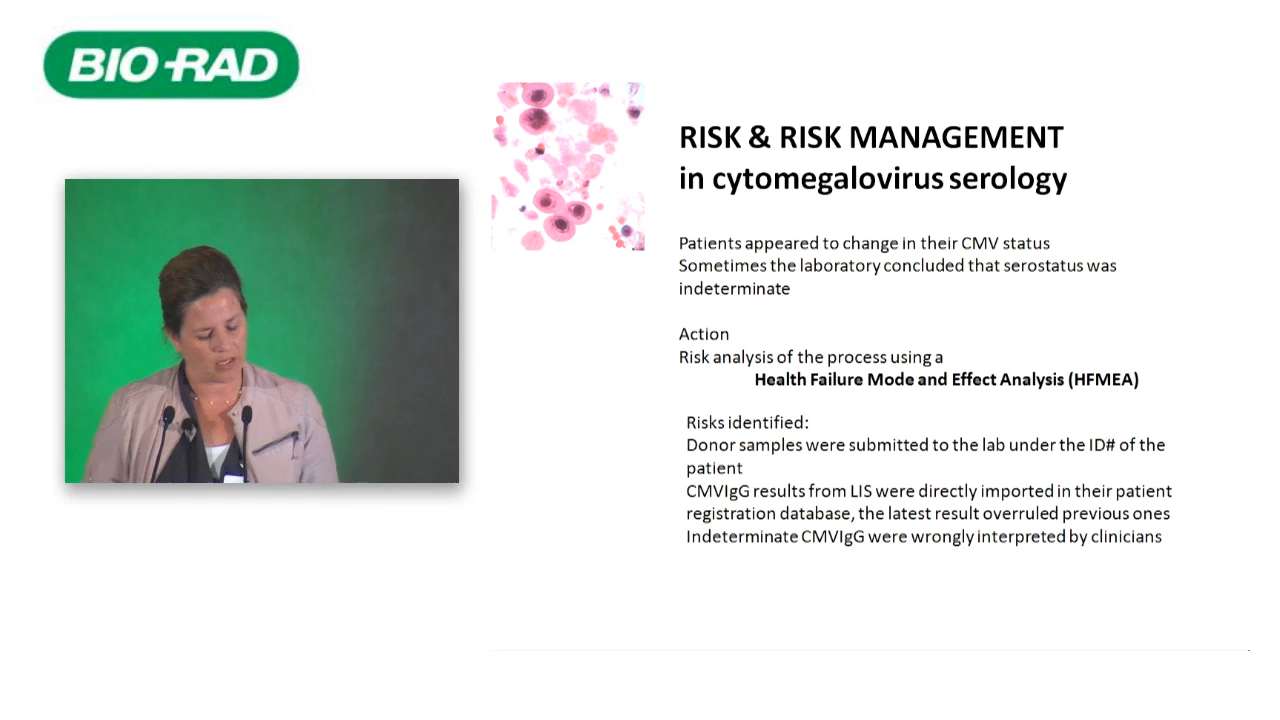 BIO-RAD
RISK & RISK MANAGEMENT
in cytomegalovirus serology
Patients appeared to change in their CMV status
Sometimes the laboratory concluded that serostatus was
indeterminate
Action
Risk analysis of the process using a
Health Failure Mode and Effect Analysis (HFMEA)
Risks identified:
Donor samples were submitted to the lab under the ID# of the
patient
CMVIgG results from LIS were directly imported in their patient
registration database, the latest result overruled previous ones
Indeterminate CMVIgG were wrongly interpreted by clinicians